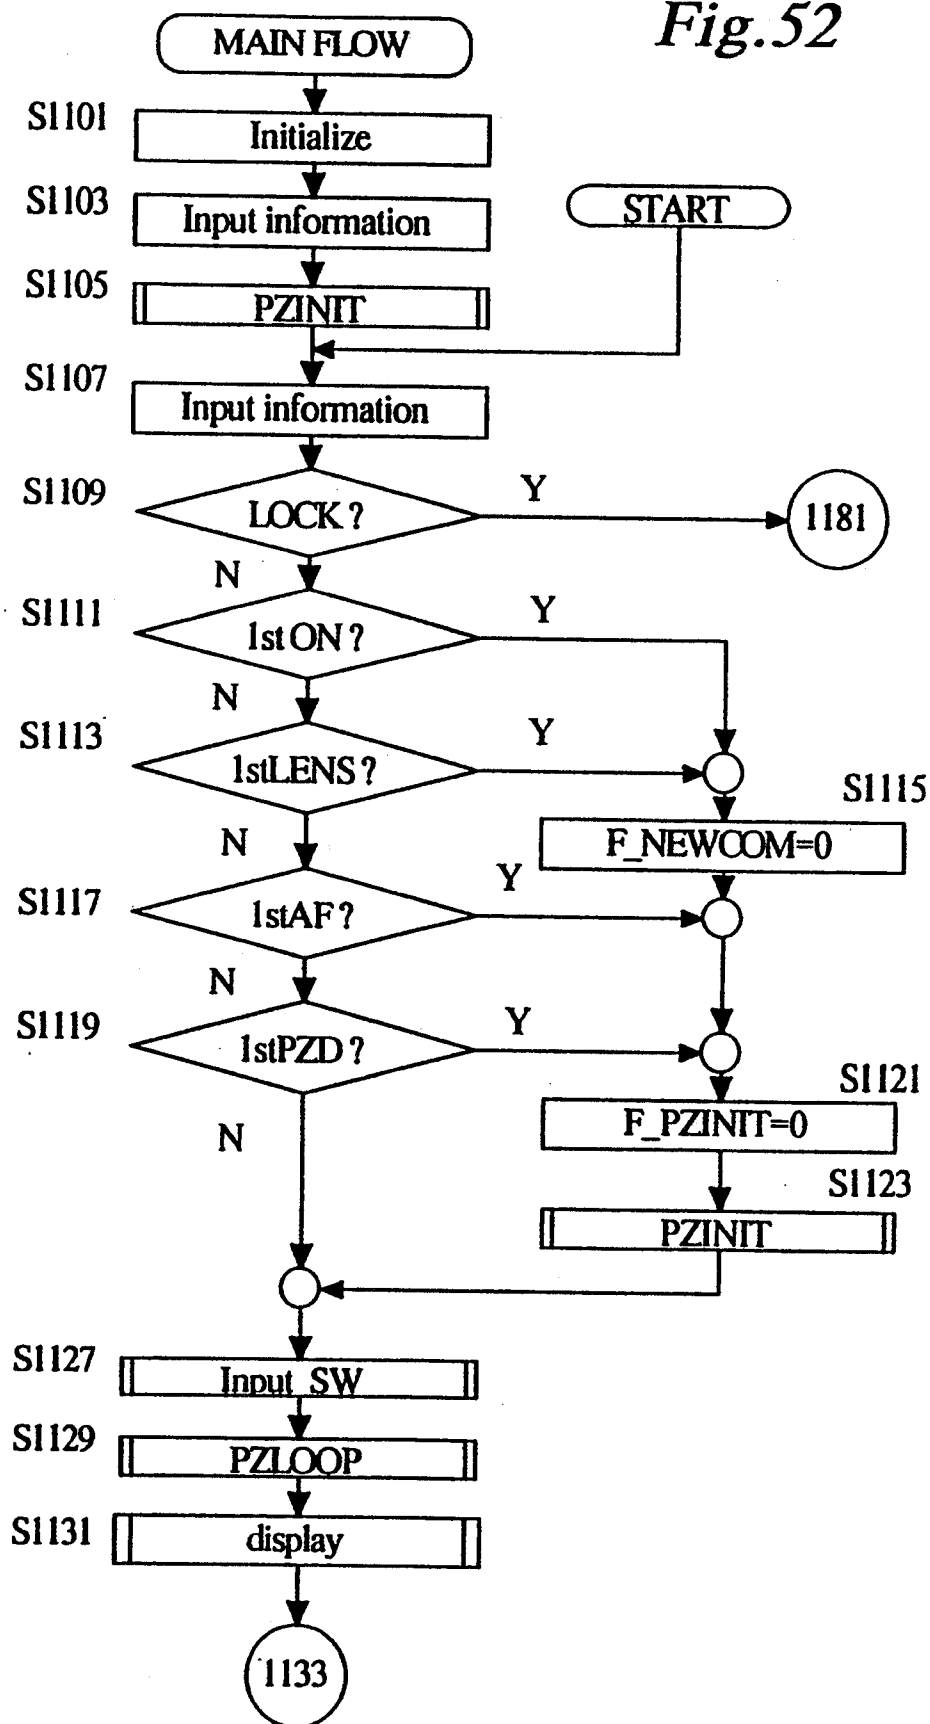 Fig.52
MAIN FLOW
S1101
Initialize
S1103
Input information
START
S1105
PZINIT
S1107
Input information
S1109
LOCK ?
Y
1181
N
S1111
1stON ?
Y
N
S1113
1stLENS ?
Y
S1115
F_NEWCOM=0
N
S1117
1stAF ?
Y
N
S1119
1stPZD ?
Y
S1121
F_PZINIT=0
N
S1123
PZINIT
S1127
Input_SW
S1129
PZLOOP
S1131
display
1133